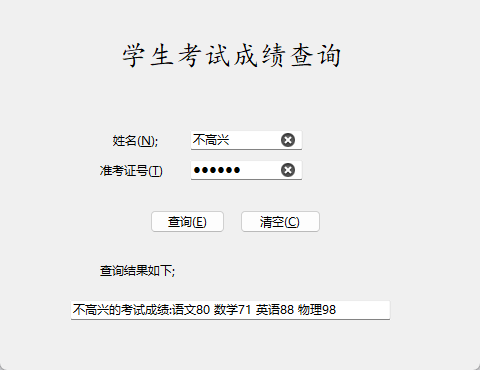 学生考试成绩查询
姓名(N); 不高兴
准考证号(T) ●●●●●●
查询(E) 清空(C)
查询结果如下;
不高兴的考试成绩:语文80 数学71 英语88 物理98